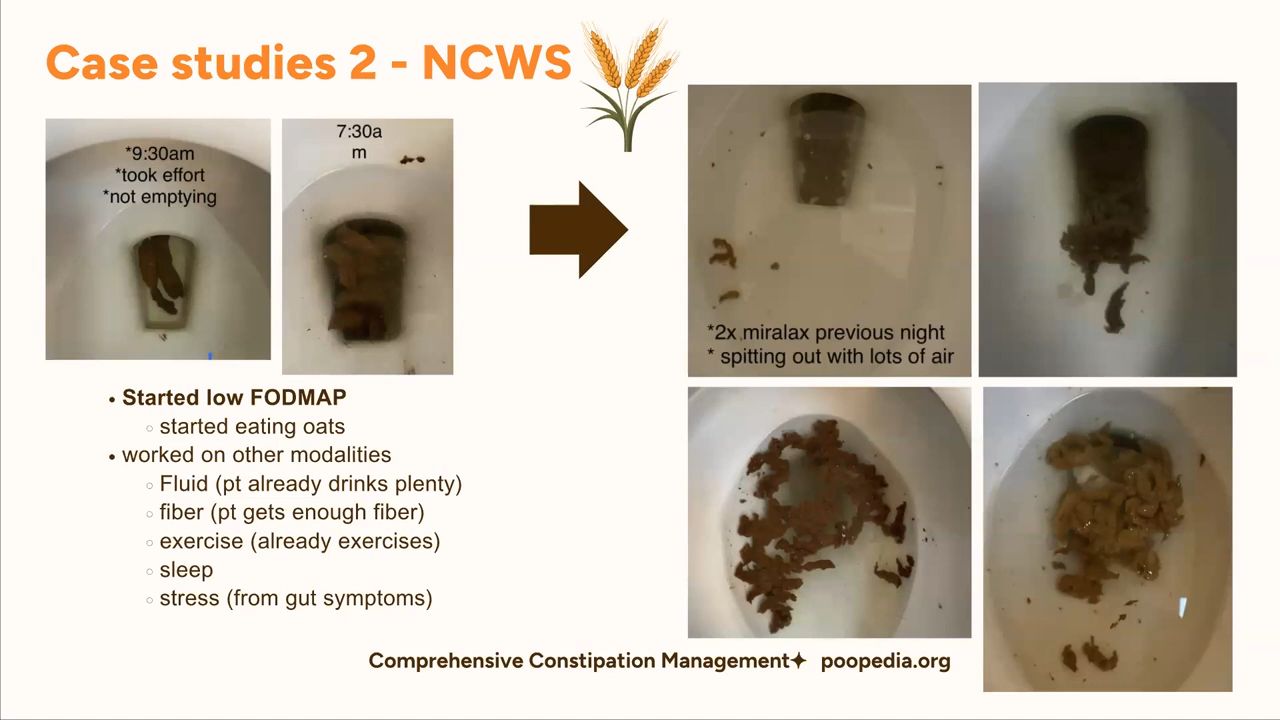 Case studies 2 - NCWS
*9:30am
*took effort
*not emptying
7:30a
m
• Started low FODMAP
○ started eating oats
• worked on other modalities
○ Fluid (pt already drinks plenty)
○ fiber (pt gets enough fiber)
○ exercise (already exercises)
○ sleep
○ stress (from gut symptoms)
*2x miralax previous night
* spitting out with lots of air
Comprehensive Constipation Management✦ poopedia.org